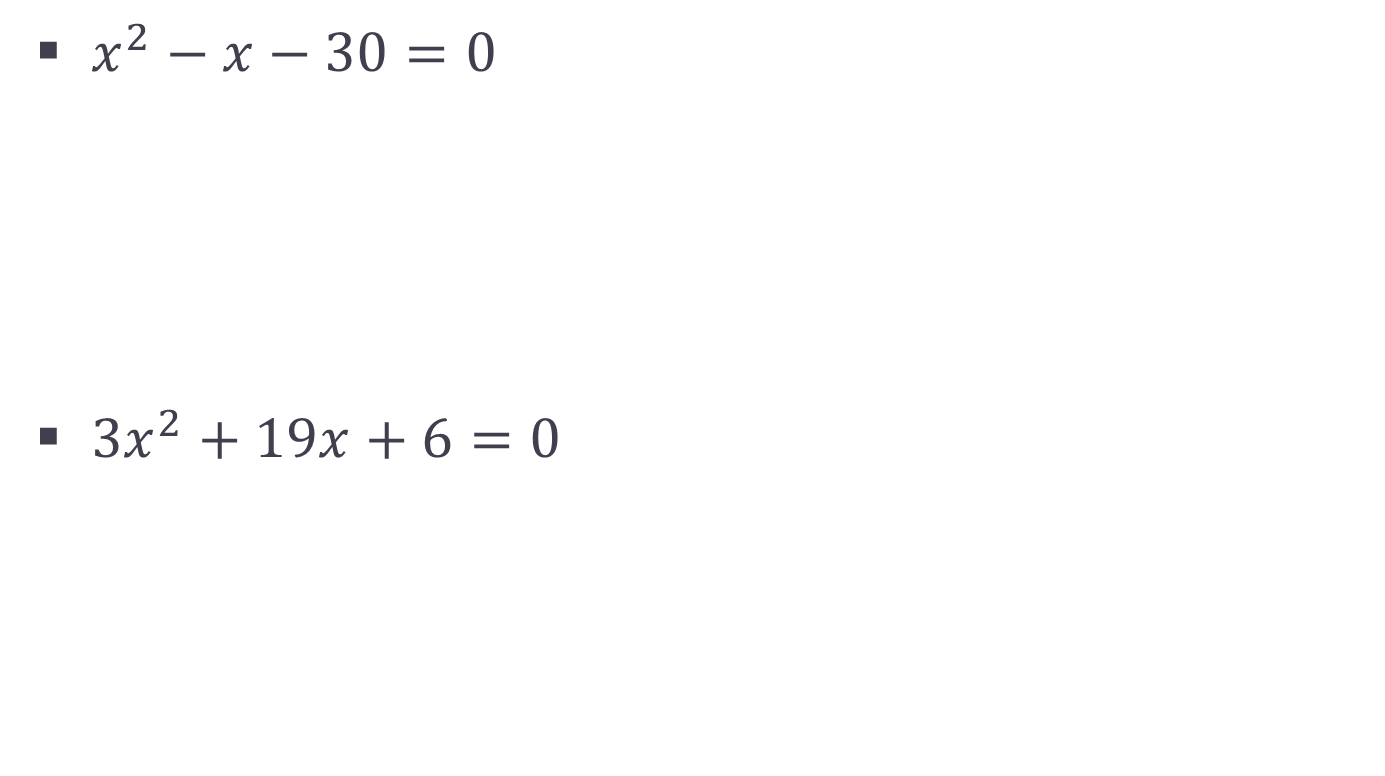 ▪ x² − x − 30 = 0
▪ 3x² + 19x + 6 = 0